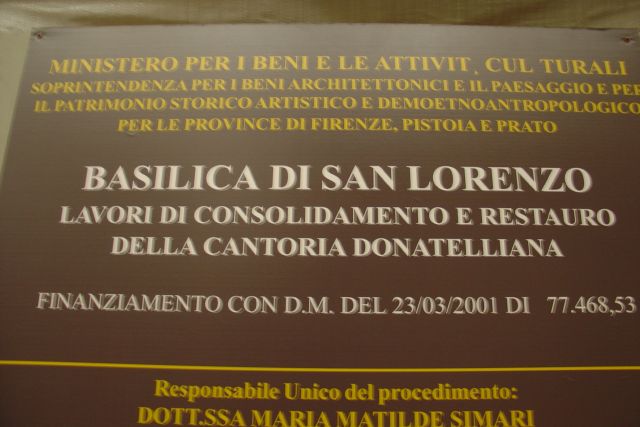 MINISTERO PER I BENI E LE ATTIVIT, CUL TURALI
SOPRINTENDENZA PER I BENI ARCHITETTONICI E IL PAESAGGIO E PER
IL PATRIMONIO STORICO ARTISTICO E DEMOETNOANTROPOLOGICO
PER LE PROVINCE DI FIRENZE, PISTOIA E PRATO
BASILICA DI SAN LORENZO
LAVORI DI CONSOLIDAMENTO E RESTAURO
DELLA CANTORIA DONATELLIANA
FINANZIAMENTO CON D.M. DEL 23/03/2001 DI 77.468,53
Responsabile Unico del procedimento:
DOTT.SSA MARIA MATILDE SIMARI